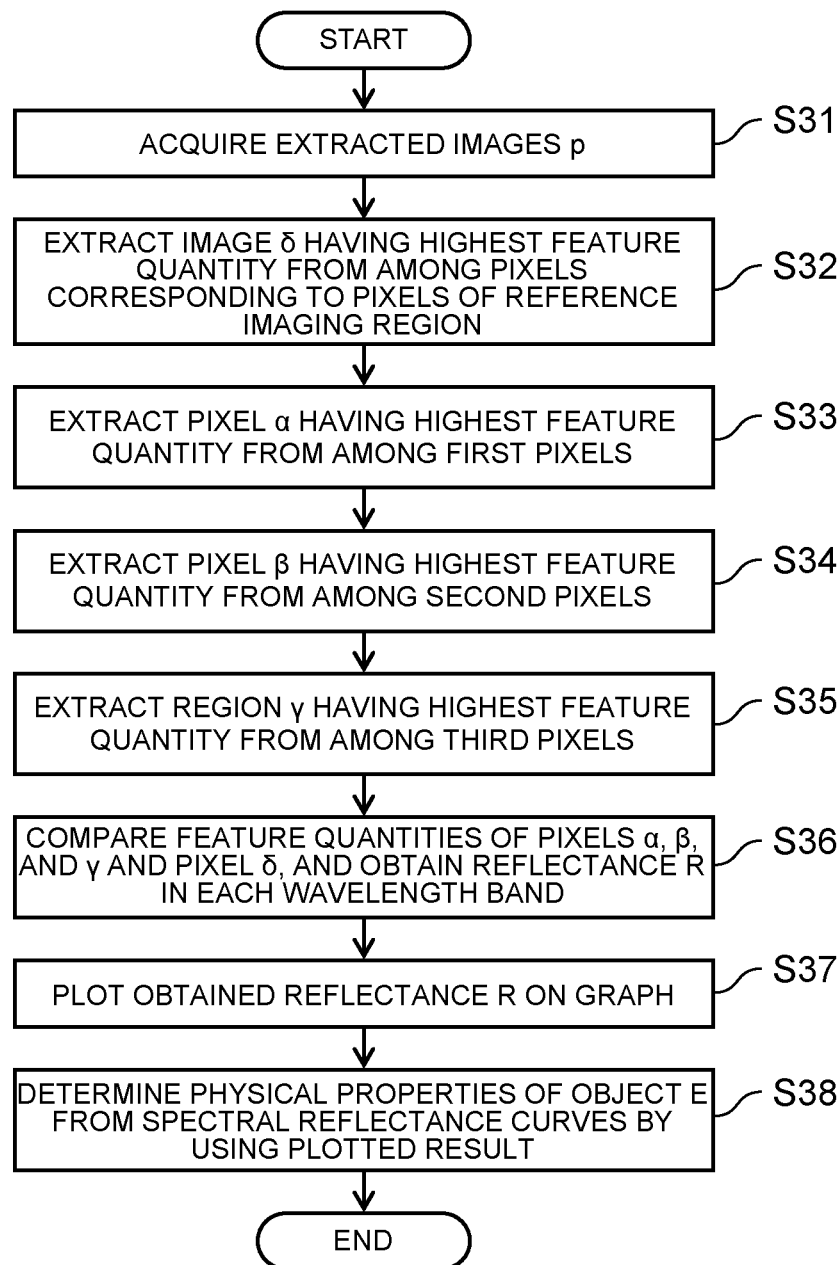 START
ACQUIRE EXTRACTED IMAGES p
S31
EXTRACT IMAGE δ HAVING HIGHEST FEATURE
QUANTITY FROM AMONG PIXELS
CORRESPONDING TO PIXELS OF REFERENCE
IMAGING REGION
S32
EXTRACT PIXEL α HAVING HIGHEST FEATURE
QUANTITY FROM AMONG FIRST PIXELS
S33
EXTRACT PIXEL β HAVING HIGHEST FEATURE
QUANTITY FROM AMONG SECOND PIXELS
S34
EXTRACT REGION γ HAVING HIGHEST FEATURE
QUANTITY FROM AMONG THIRD PIXELS
S35
COMPARE FEATURE QUANTITIES OF PIXELS α, β,
AND γ AND PIXEL δ, AND OBTAIN REFLECTANCE R
IN EACH WAVELENGTH BAND
S36
PLOT OBTAINED REFLECTANCE R ON GRAPH
S37
DETERMINE PHYSICAL PROPERTIES OF OBJECT E
FROM SPECTRAL REFLECTANCE CURVES BY
USING PLOTTED RESULT
S38
END